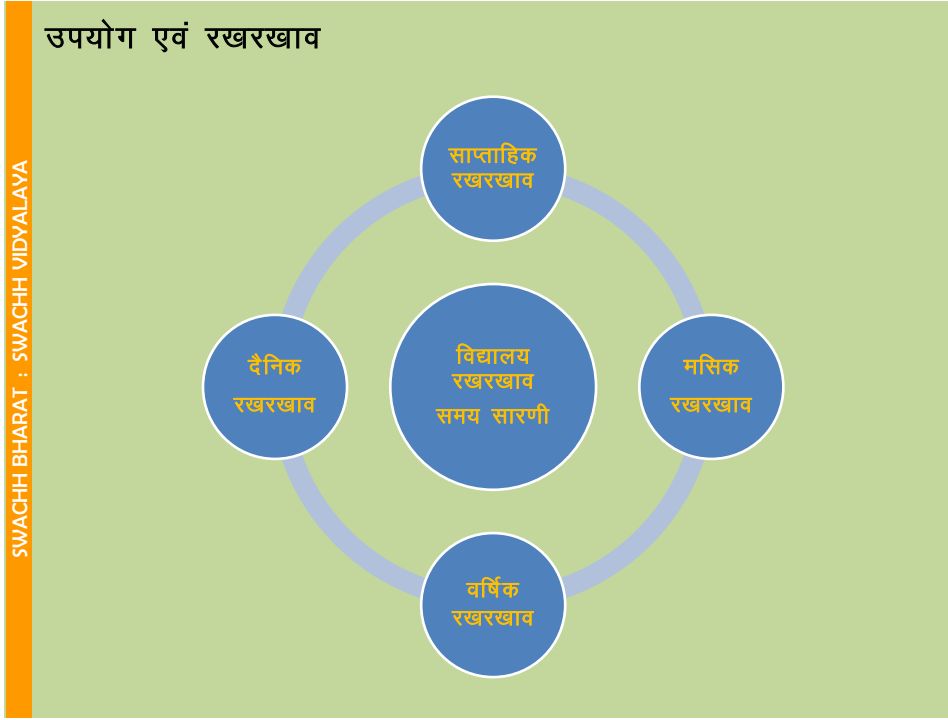 उपयोग एवं रखरखाव
SWACHH BHARAT : SWACHH VIDYALAYA
साप्ताहिक
रखरखाव
दैनिक
रखरखाव
विद्यालय
रखरखाव
समय सारणी
मसिक
रखरखाव
वर्षिक
रखरखाव